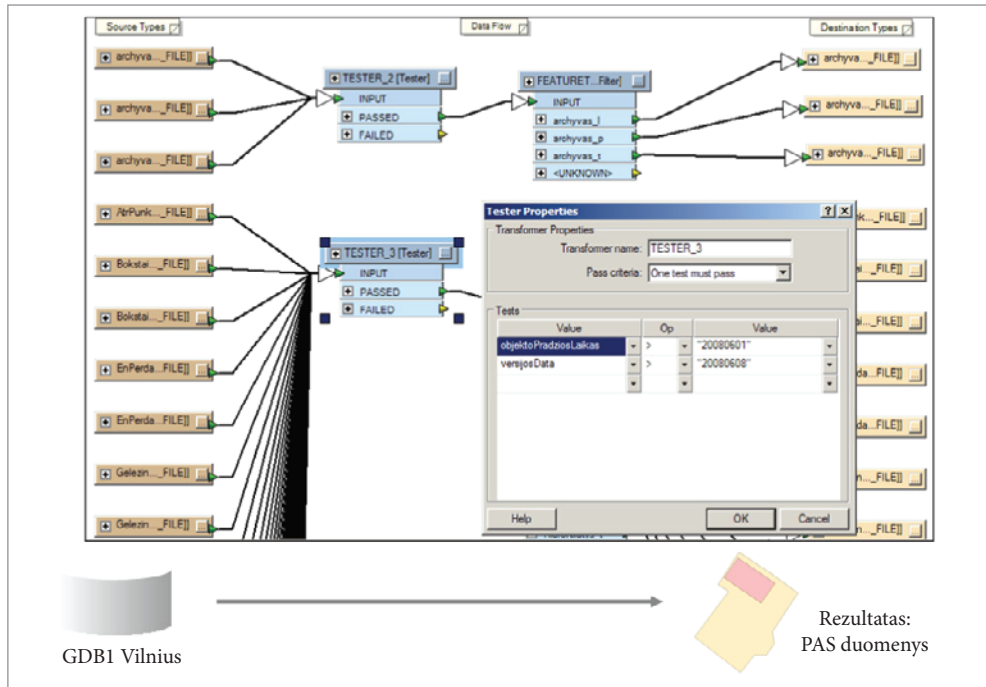 Source Types
Data Flow
Destination Types
archyva..._FILE]]
archyva..._FILE]]
archyva..._FILE]]
AtrPunk..._FILE]]
Bokstai..._FILE]]
Bokstai..._FILE]]
EnPerda...FILE]]
EnPerda...FILE]]
Gelezin..._FILE]]
Gelezin..._FILE]]
TESTER_2 [Tester]
INPUT
PASSED
FAILED
FEATURET...Filter]
INPUT
archyvas_l
archyvas_p
archyvas_t
<UNKNOWN>
archyva..._FILE]]
archyva..._FILE]]
archyva..._FILE]]
TESTER_3 [Tester]
INPUT
PASSED
FAILED
Tester Properties
Transformer Properties
Transformer name: TESTER_3
Pass criteria: One test must pass
Tests
Value Op Value
objektoPradziosLaikas > "20080601"
versijosData > "20080608"
Help OK Cancel
GDB1 Vilnius
Rezultatas:
PAS duomenys